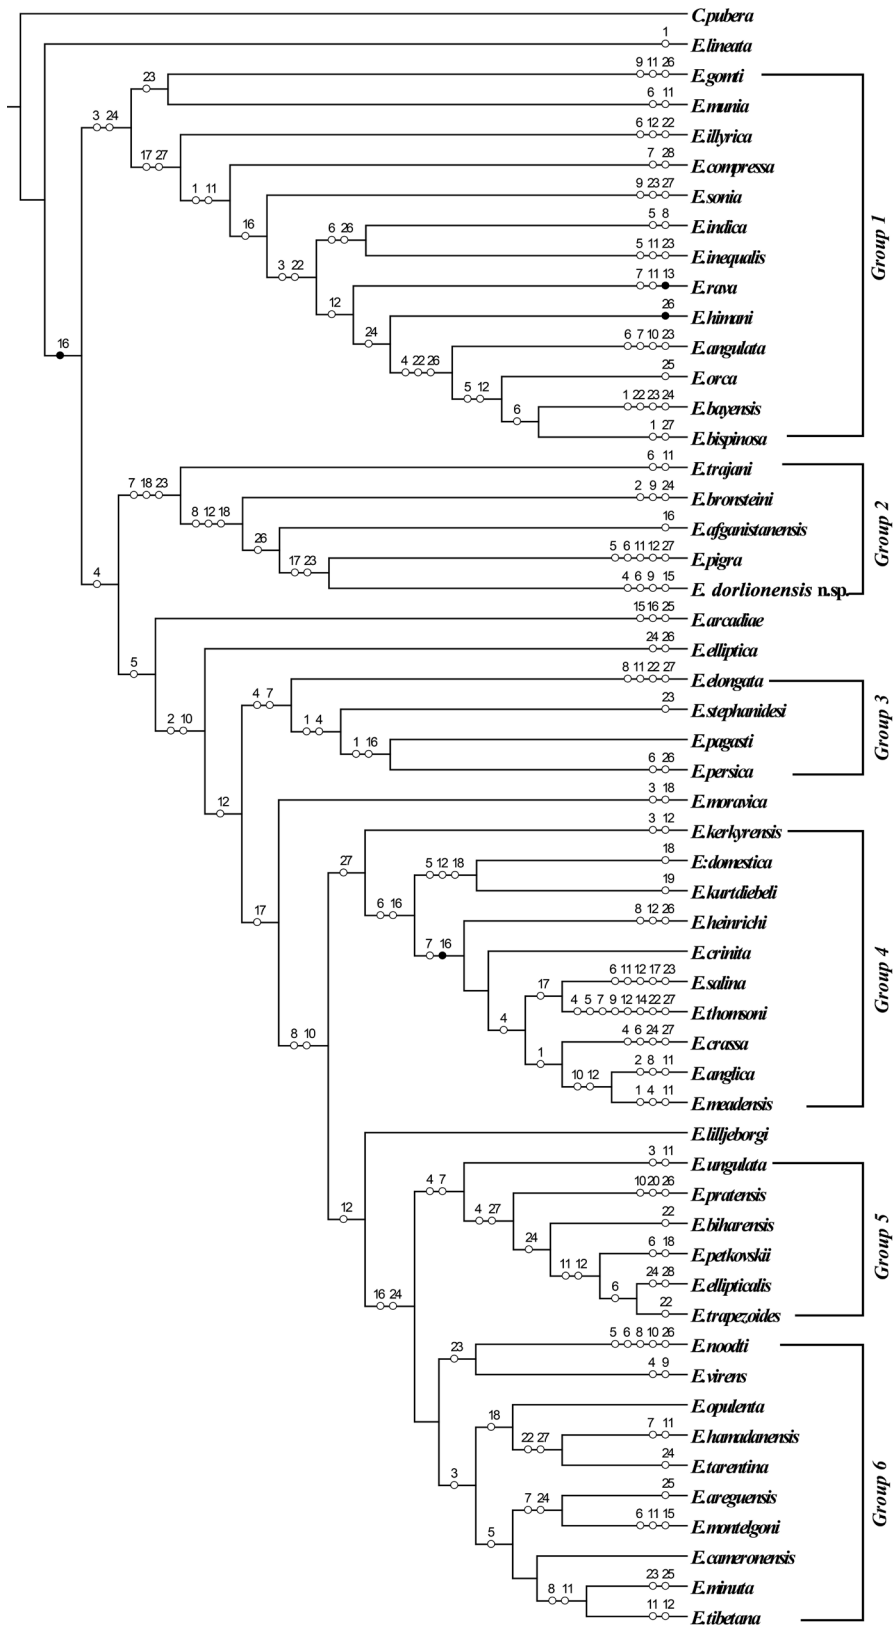 C.pubera
1
E.lineata
9 11 26
23
E.gomti
6 11
E.munia
3 24
6 12 22
E.illyrica
17 27
7 28
E.compressa
1 11
9 23 27
E.sonia
16
5 8
E.indica
6 26
5 11 23
E.inequalis
3 22
7 11 13
E.rava
12
26
E.himani
24
6 7 10 23
E.angulata
4 22 26
25
E.orca
5 12
1 22 23 24
E.bayensis
6
1 27
E.bispinosa
Group 1
16
6 11
E.trajani
7 18 23
2 9 24
E.bronsteini
8 12 18
16
E.afganistanensis
26
5 6 11 12 27
E.pigra
17 23
4 6 9 15
E. dorlionensis n.sp.
Group 2
4
15 16 25
E.arcadiae
5
24 26
E.elliptica
2 10
8 11 22 27
E.elongata
4 7
23
E.stephanidesi
1 4
E.pagasti
1 16
6 26
E.persica
Group 3
12
3 18
E.moravica
17
3 12
E.kerkyrensis
27
18
E:domestica
5 12 18
19
E.kurtdiebeli
6 16
8 12 26
E.heinrichi
7 16
E.crinita
6 11 12 17 23
E.salina
17
4 5 7 9 12 14 22 27
E.thomsoni
4
4 6 24 27
E.crassa
1
2 8 11
E.anglica
10 12
1 4 11
E.meadensis
Group 4
8 10
E.lilljeborgi
12
3 11
E.ungulata
4 7
10 20 26
E.pratensis
4 27
22
E.biharensis
24
6 18
E.petkovskii
11 12
24 28
E.ellipticalis
6
22
E.trapezoides
Group 5
16 24
5 6 8 10 26
E.noodti
23
4 9
E.virens
E.opulenta
18
7 11
E.hamadanensis
22 27
24
E.tarentina
3
25
E.areguensis
7 24
6 11 15
E.montelgoni
5
E.cameronensis
23 25
E.minuta
8 11
11 12
E.tibetana
Group 6